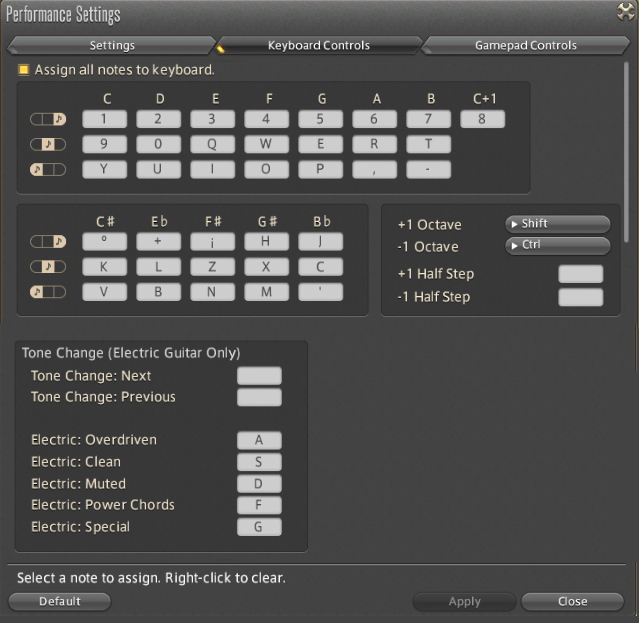 Performance Settings
Settings Keyboard Controls Gamepad Controls
Assign all notes to keyboard.
C D E F G A B C+1
1 2 3 4 5 6 7 8
9 0 Q W E R T
Y U I O P , -
C# E♭ F# G# B♭
º + ¡ H J
K L Z X C
V B N M '
+1 Octave Shift
-1 Octave Ctrl
+1 Half Step
-1 Half Step
Tone Change (Electric Guitar Only)
Tone Change: Next
Tone Change: Previous
Electric: Overdriven A
Electric: Clean S
Electric: Muted D
Electric: Power Chords F
Electric: Special G
Select a note to assign. Right-click to clear.
Default Apply Close